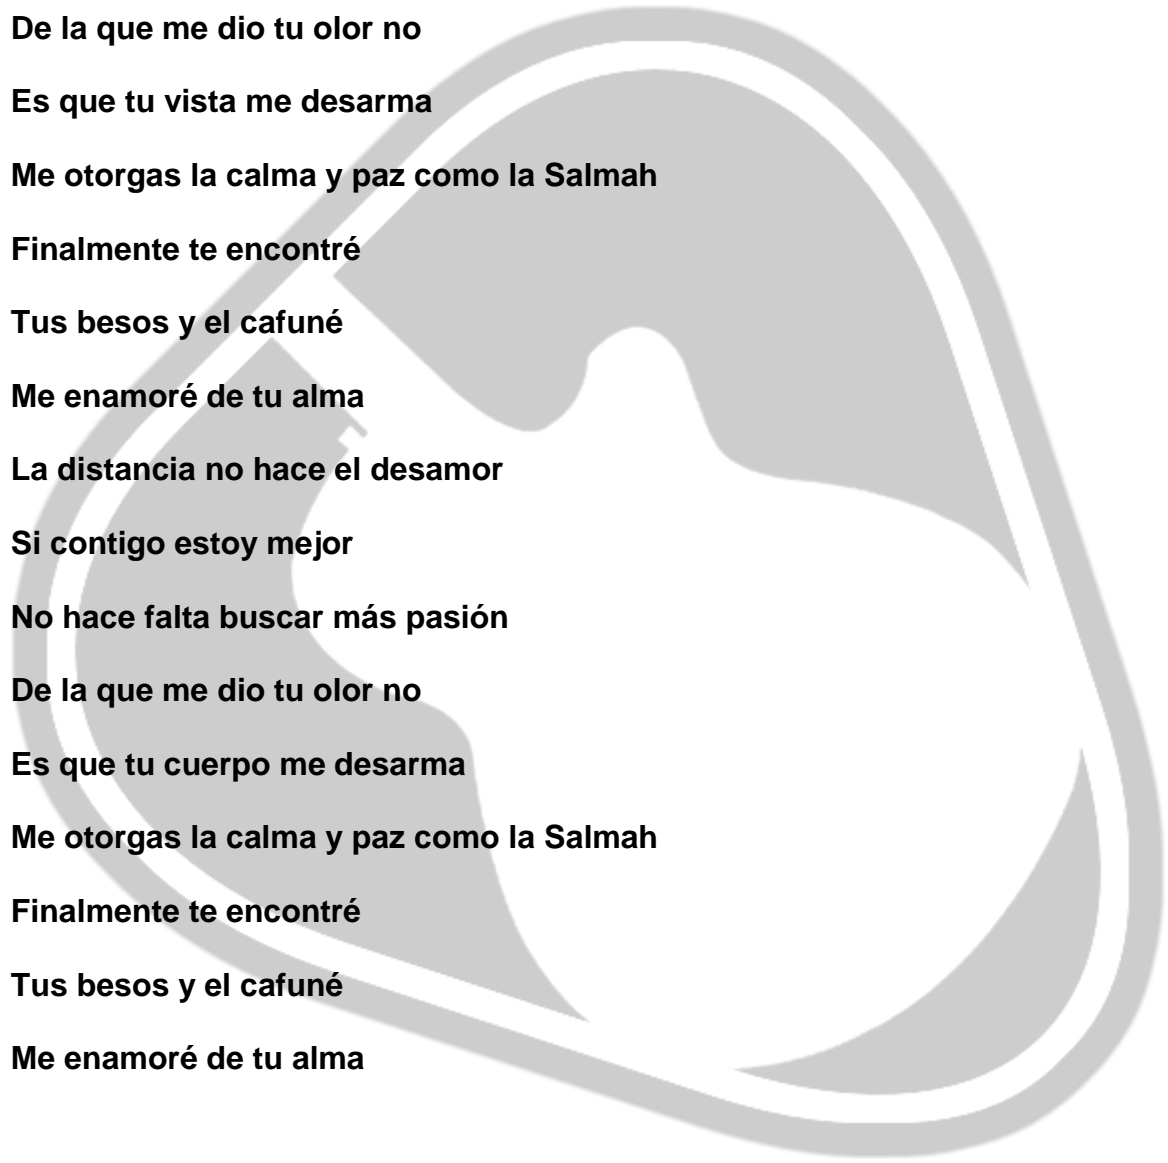 De la que me dio tu olor no
Es que tu vista me desarma
Me otorgas la calma y paz como la Salmah
Finalmente te encontré
Tus besos y el cafuné
Me enamoré de tu alma
La distancia no hace el desamor
Si contigo estoy mejor
No hace falta buscar más pasión
De la que me dio tu olor no
Es que tu cuerpo me desarma
Me otorgas la calma y paz como la Salmah
Finalmente te encontré
Tus besos y el cafuné
Me enamoré de tu alma